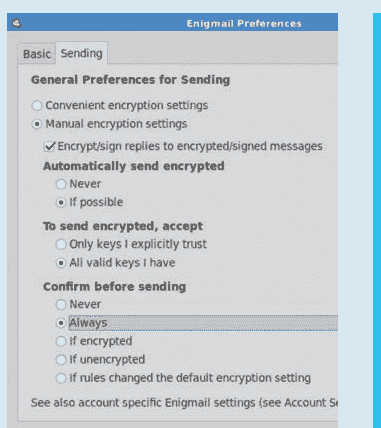 Enigmail Preferences
Basic Sending
General Preferences for Sending
Convenient encryption settings
Manual encryption settings
Encrypt/sign replies to encrypted/signed messages
Automatically send encrypted
Never
If possible
To send encrypted, accept
Only keys I explicitly trust
All valid keys I have
Confirm before sending
Never
Always
If encrypted
If unencrypted
If rules changed the default encryption setting
See also account specific Enigmail settings (see Account Se